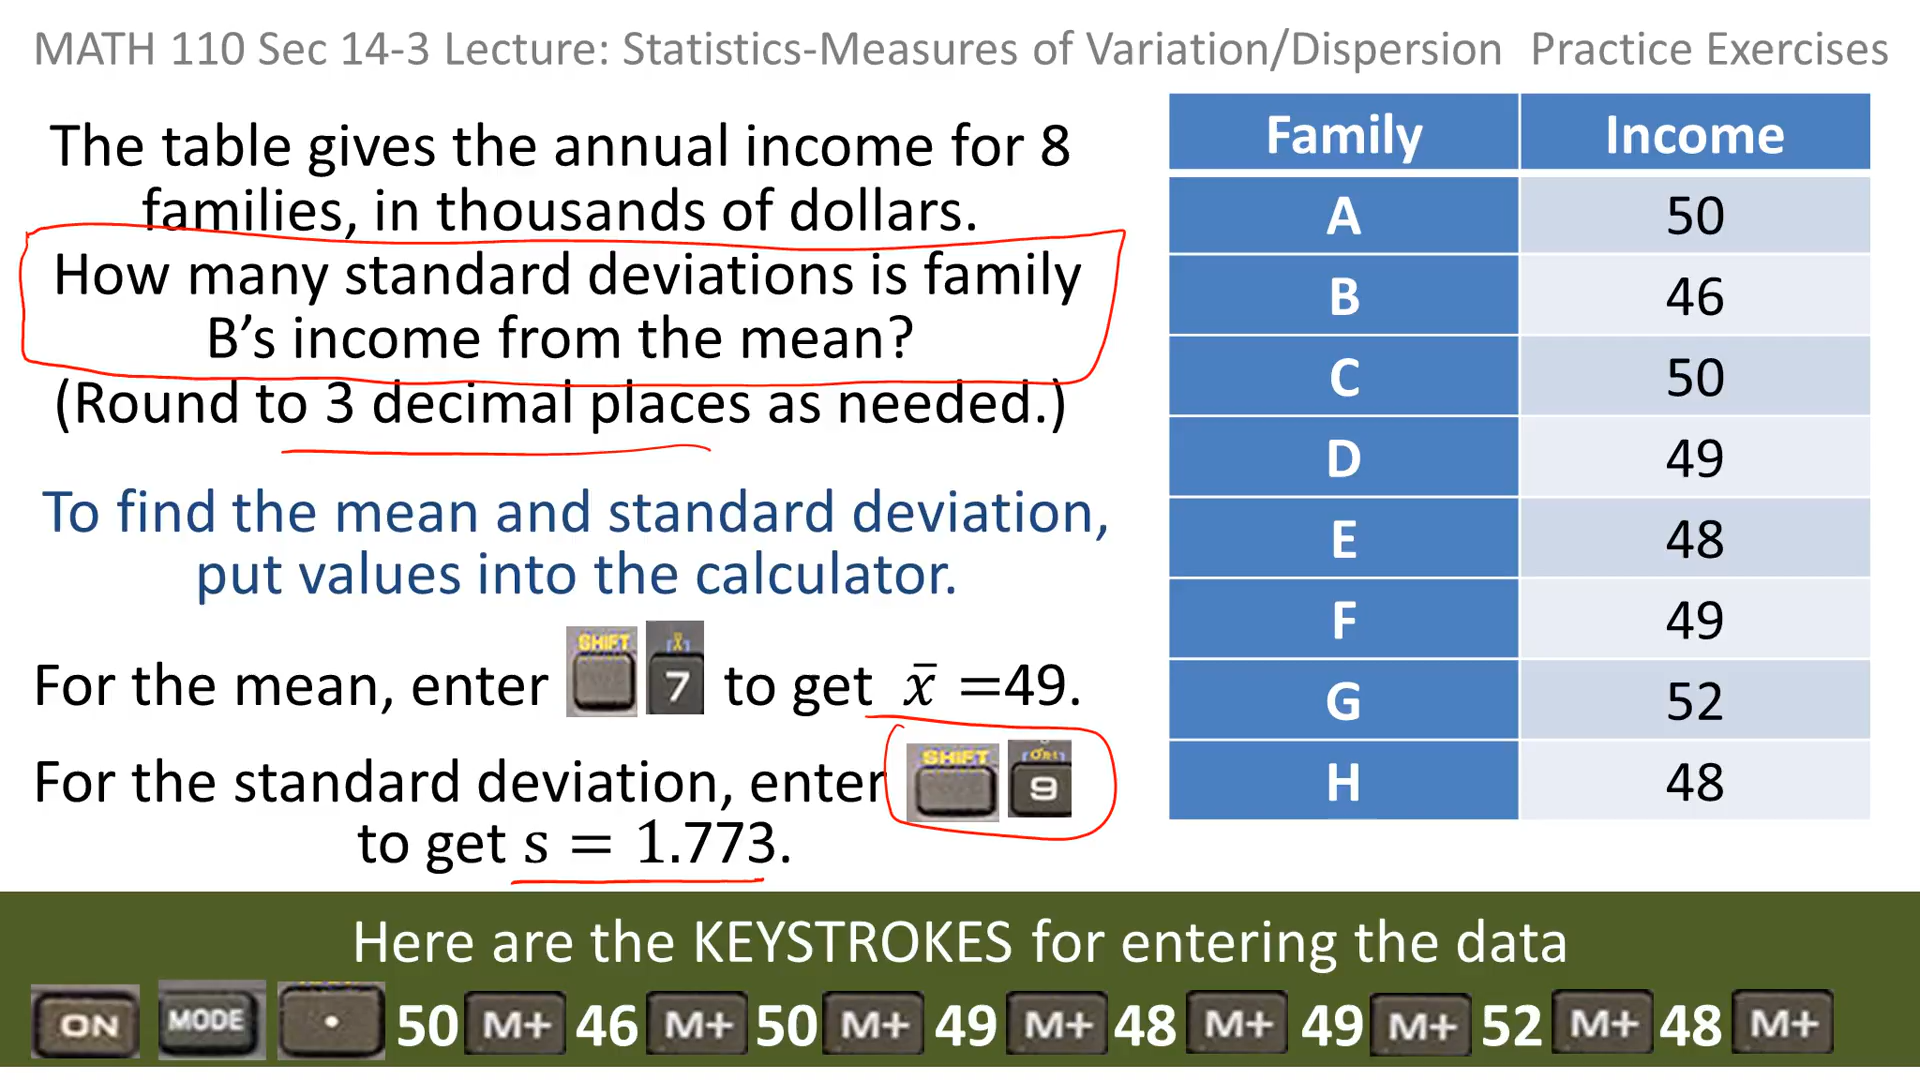 MATH 110 Sec 14-3 Lecture: Statistics-Measures of Variation/Dispersion Practice Exercises
The table gives the annual income for 8
families, in thousands of dollars.
How many standard deviations is family
B’s income from the mean?
(Round to 3 decimal places as needed.)
To find the mean and standard deviation,
put values into the calculator.
For the mean, enter SHIFT 7 to get x̄ =49.
For the standard deviation, enter SHIFT 9
to get s = 1.773.
Family Income
A 50
B 46
C 50
D 49
E 48
F 49
G 52
H 48
Here are the KEYSTROKES for entering the data
ON MODE • 50 M+ 46 M+ 50 M+ 49 M+ 48 M+ 49 M+ 52 M+ 48 M+